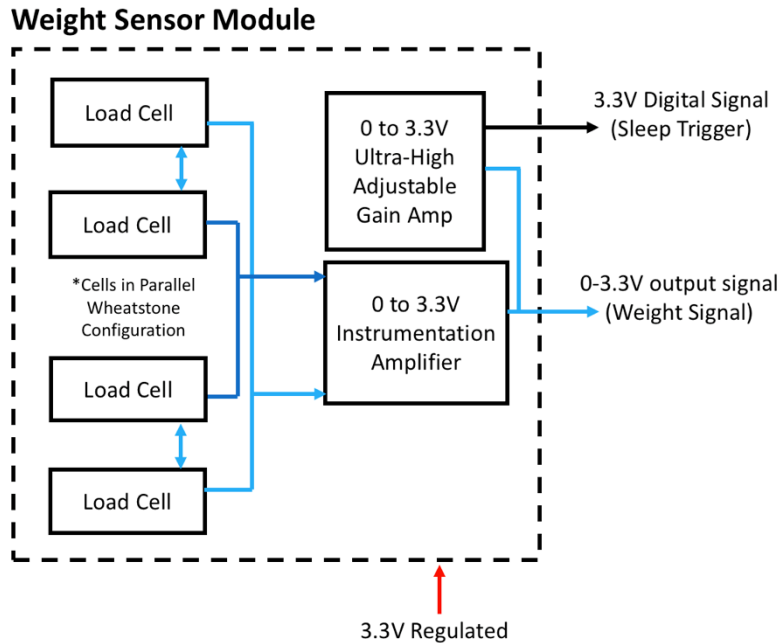 Weight Sensor Module
Load Cell
Load Cell
*Cells in Parallel
Wheatstone
Configuration
Load Cell
Load Cell
0 to 3.3V
Ultra-High
Adjustable
Gain Amp
0 to 3.3V
Instrumentation
Amplifier
3.3V Digital Signal
(Sleep Trigger)
0-3.3V output signal
(Weight Signal)
3.3V Regulated